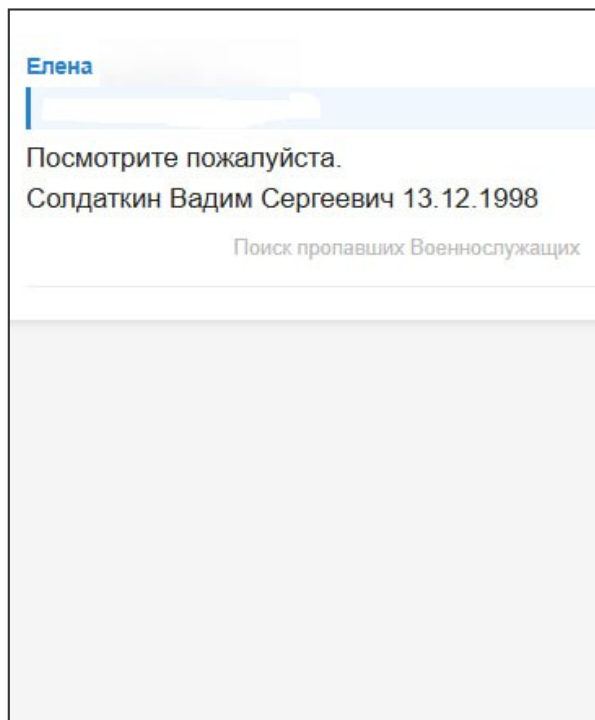 Елена
Посмотрите пожалуйста.
Солдаткин Вадим Сергеевич 13.12.1998
Поиск пропавших Военнослужащих